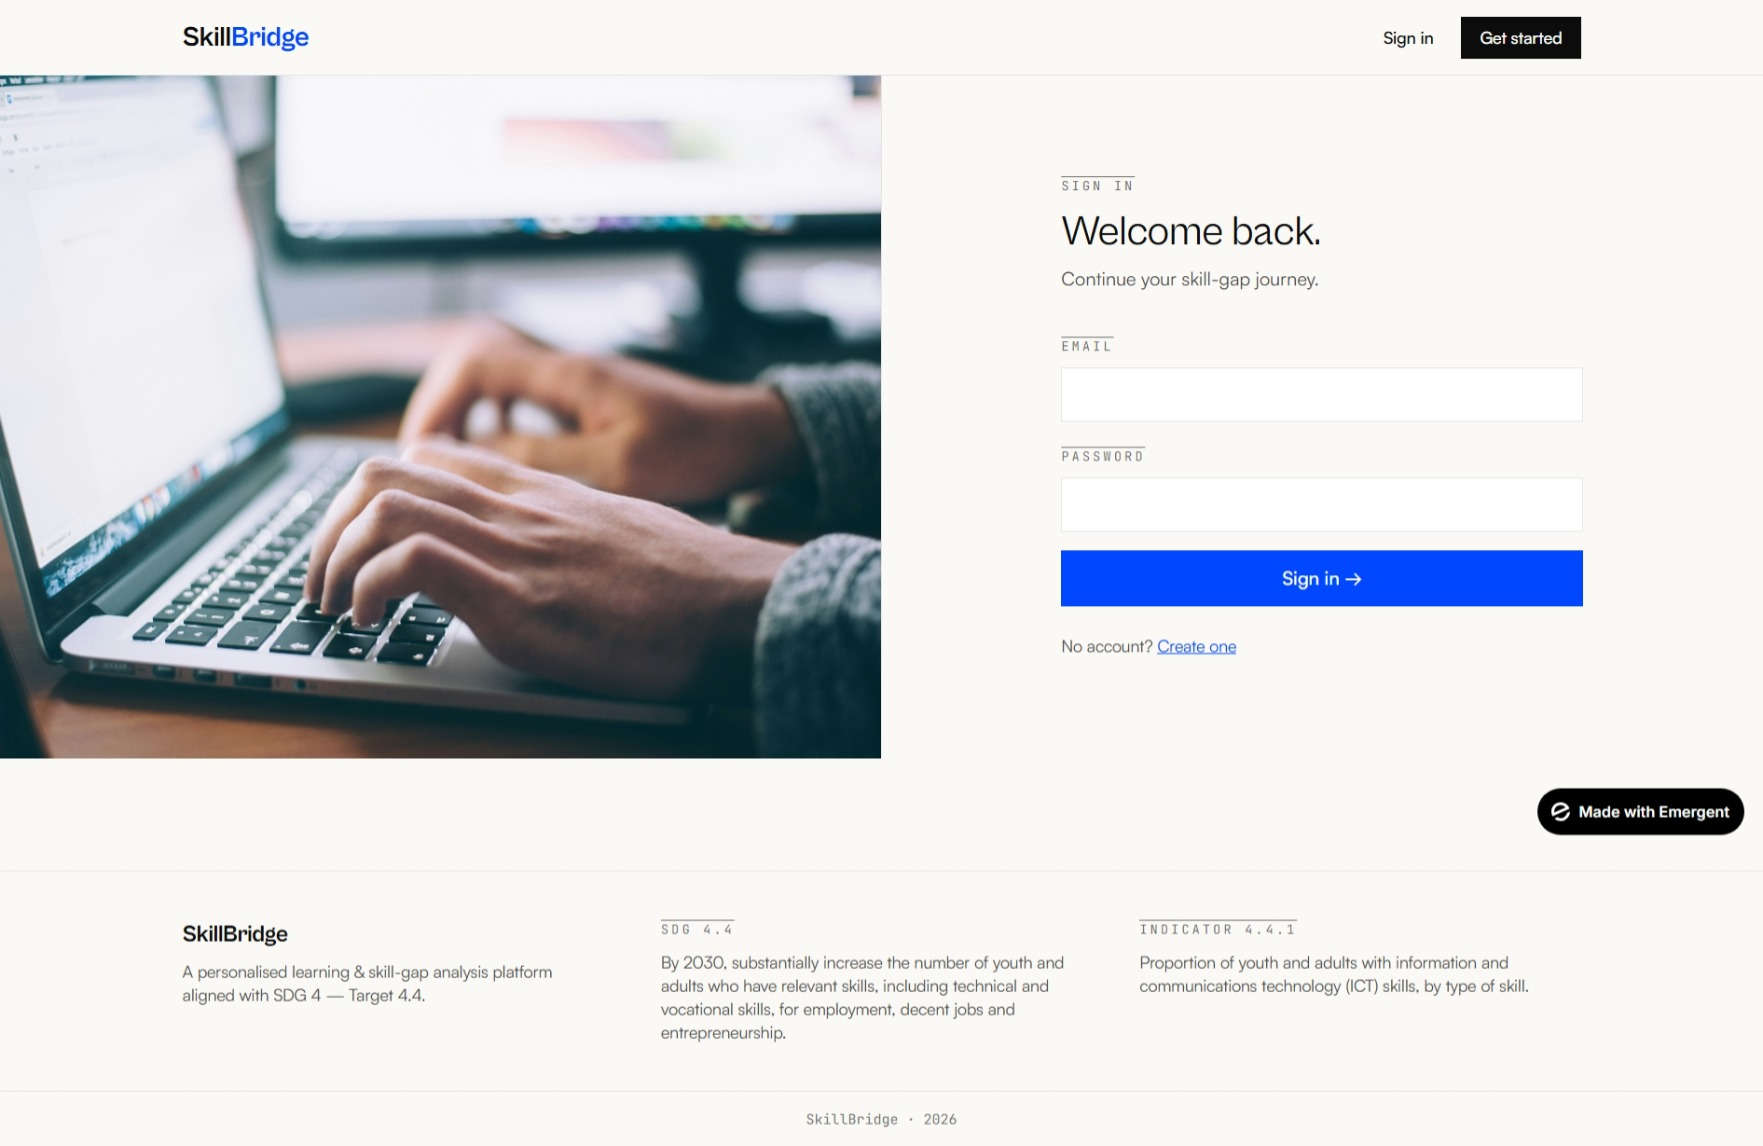 SkillBridge
Sign in
Get started
SIGN IN
Welcome back.
Continue your skill-gap journey.
EMAIL
PASSWORD
Sign in →
No account? Create one
Made with Emergent
SkillBridge
A personalised learning & skill-gap analysis platform
aligned with SDG 4 — Target 4.4.
SDG 4.4
By 2030, substantially increase the number of youth and
adults who have relevant skills, including technical and
vocational skills, for employment, decent jobs and
entrepreneurship.
INDICATOR 4.4.1
Proportion of youth and adults with information and
communications technology (ICT) skills, by type of skill.
SkillBridge · 2026